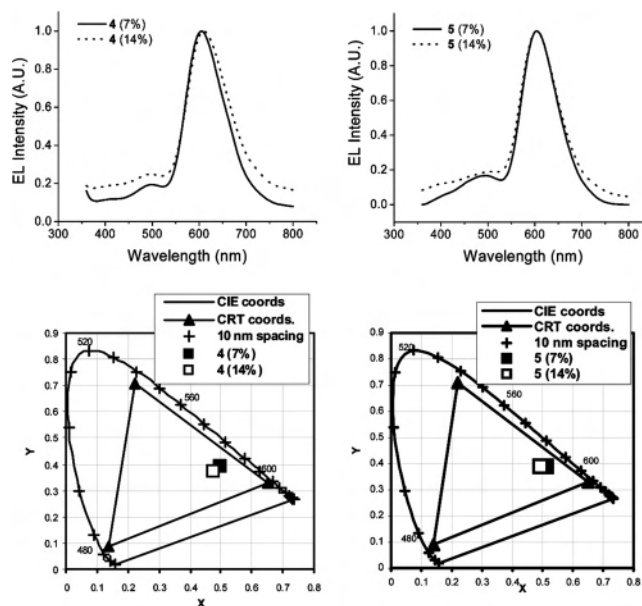 4 (7%)
4 (14%)
EL Intensity (A.U.)
1.0
0.8
0.6
0.4
0.2
0.0
300 400 500 600 700 800
Wavelength (nm)
5 (7%)
5 (14%)
EL Intensity (A.U.)
1.0
0.8
0.6
0.4
0.2
0.0
300 400 500 600 700 800
Wavelength (nm)
CIE coords
CRT coords.
10 nm spacing
4 (7%)
4 (14%)
0.9
0.8
0.7
0.6
0.5
0.4
0.3
0.2
0.1
0
Y
520
560
600
480
0 0.1 0.2 0.3 0.4 0.5 0.6 0.7 0.8
X
CIE coords
CRT coords.
10 nm spacing
5 (7%)
5 (14%)
0.9
0.8
0.7
0.6
0.5
0.4
0.3
0.2
0.1
0
Y
520
560
600
480
0 0.1 0.2 0.3 0.4 0.5 0.6 0.7 0.8
X